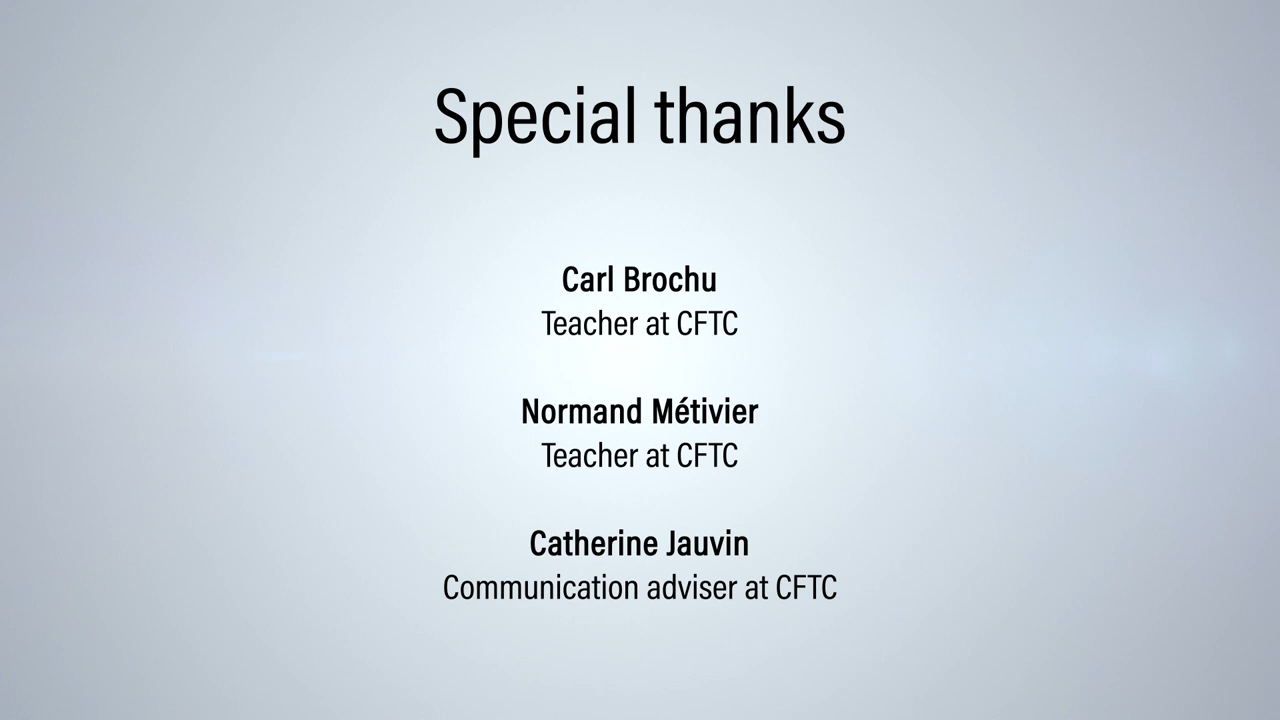 Special thanks
Carl Brochu
Teacher at CFTC
Normand Métivier
Teacher at CFTC
Catherine Jauvin
Communication adviser at CFTC